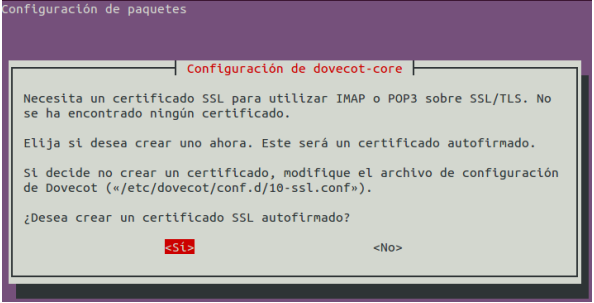 Configuración de paquetes
Configuración de dovecot-core
Necesita un certificado SSL para utilizar IMAP o POP3 sobre SSL/TLS. No
se ha encontrado ningún certificado.
Elija si desea crear uno ahora. Este será un certificado autofirmado.
Si decide no crear un certificado, modifique el archivo de configuración
de Dovecot («/etc/dovecot/conf.d/10-ssl.conf»).
¿Desea crear un certificado SSL autofirmado?
<Sí> <No>